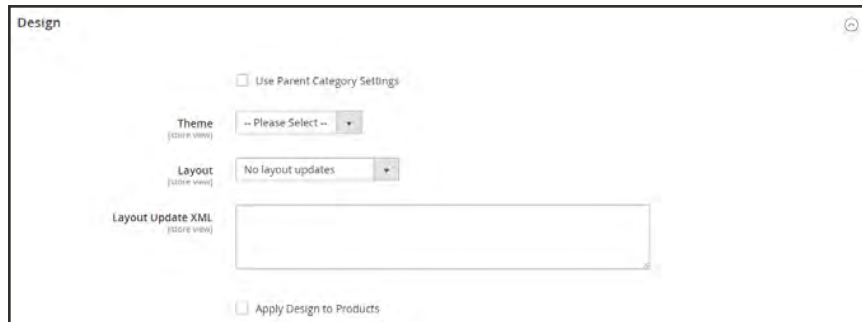 Design
Use Parent Category Settings
Theme
-- Please Select --
[store view]
Layout
No layout updates
[store view]
Layout Update XML
[store view]
Apply Design to Products